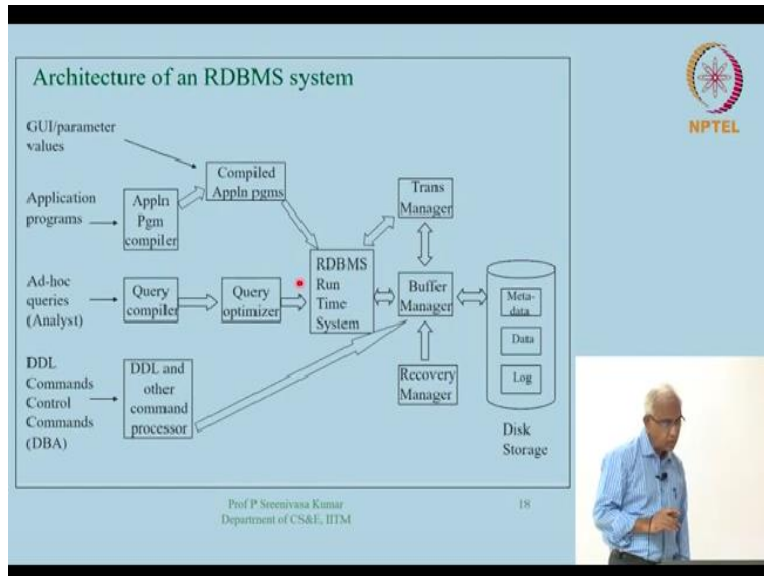 Architecture of an RDBMS system
NPTEL
GUI/parameter
values
Compiled
Appln pgms
Trans
Manager
Application
programs
Appln
Pgm
compiler
RDBMS
Run
Time
System
Ad-hoc
queries
(Analyst)
Query
compiler
Query
optimizer
Buffer
Manager
Meta-
data
Data
Log
DDL
Commands
Control
Commands
(DBA)
DDL and
other
command
processor
Recovery
Manager
Disk
Storage
Prof P Sreenivasa Kumar
Department of CS&E, IITM
18